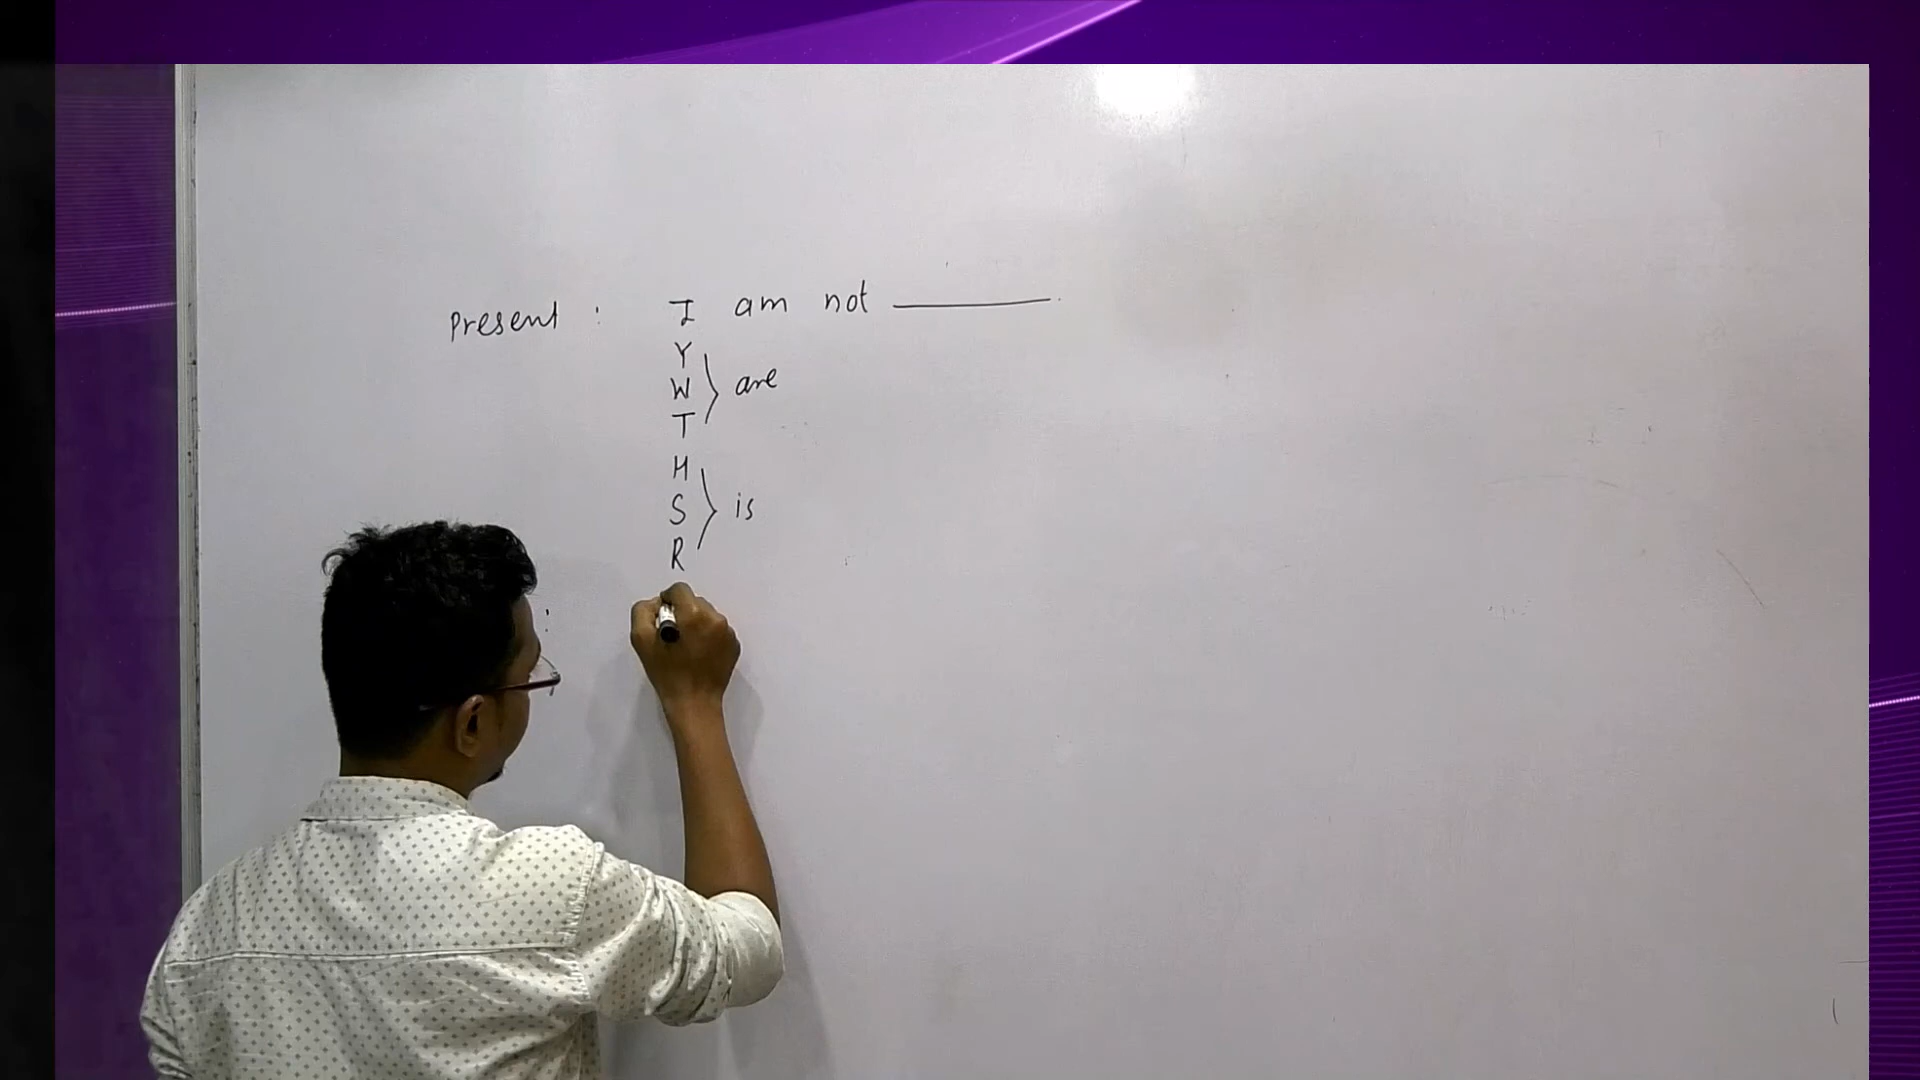 Present : I am not ______.
Y
W } are
T
H
S } is
R
: